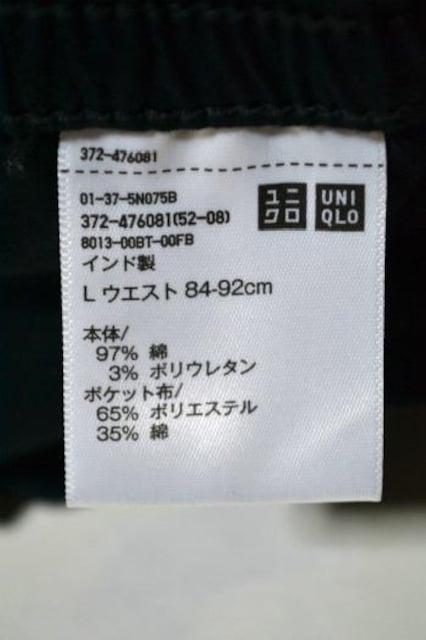 372-476081
01-37-5N075B
372-476081(52-08)
8013-00BT-00FB
ユニ
クロ
UNI
QLO
インド製
L ウエスト 84-92cm
本体/
97% 綿
3% ポリウレタン
ポケット布/
65% ポリエステル
35% 綿